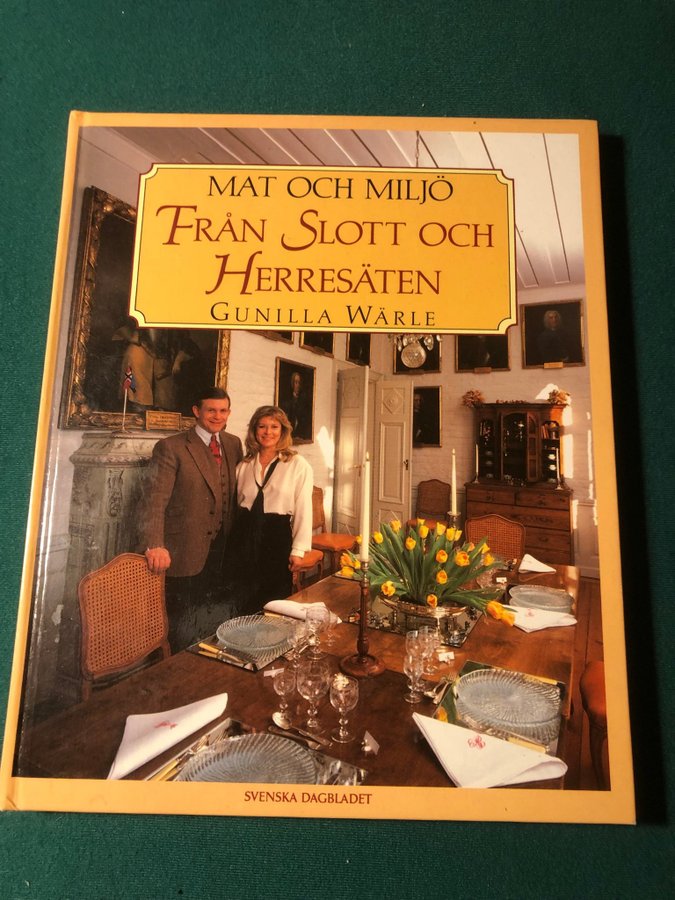 MAT OCH MILJÖ
FRÅN SLOTT OCH
HERRESÄTEN
GUNILLA WÄRLE
SVENSKA DAGBLADET